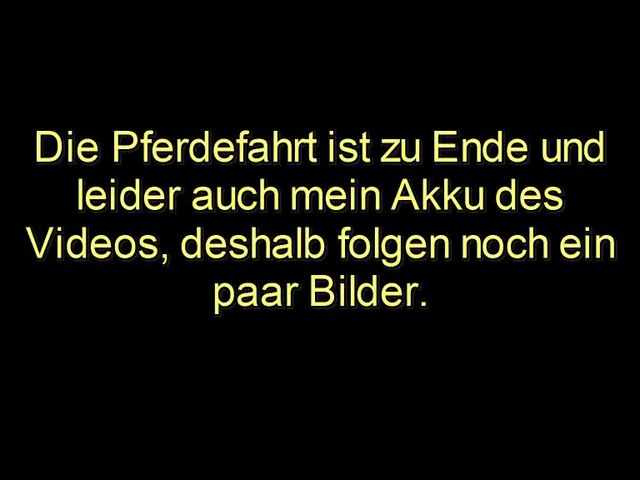 Die Pferdefahrt ist zu Ende und
leider auch mein Akku des
Videos, deshalb folgen noch ein
paar Bilder.